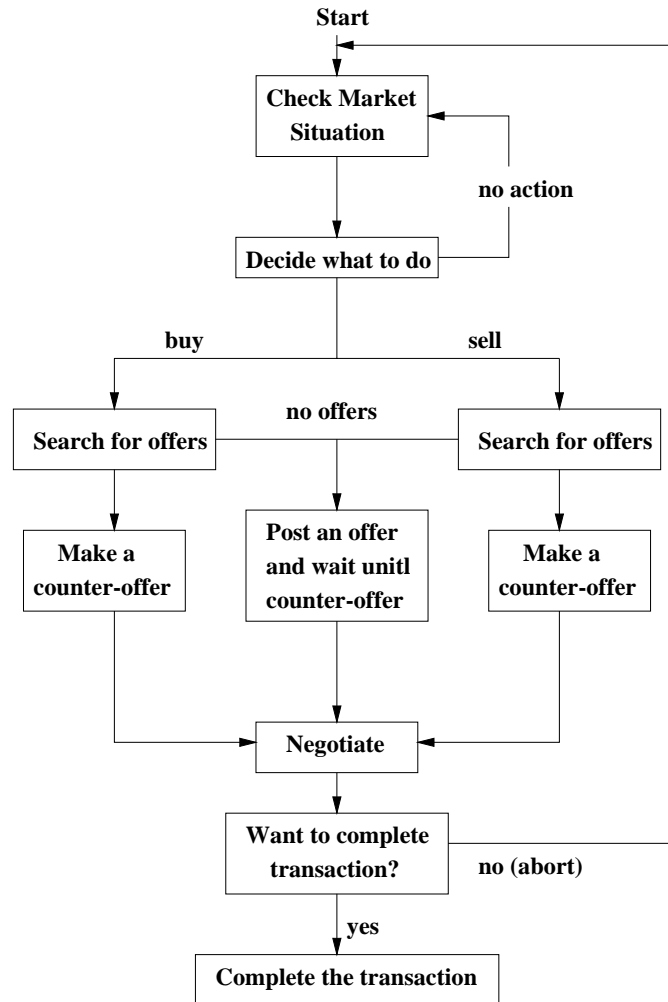 Start
Check Market
Situation
no action
Decide what to do
buy
sell
no offers
Search for offers
Search for offers
Make a
counter-offer
Post an offer
and wait unitl
counter-offer
Make a
counter-offer
Negotiate
Want to complete
transaction?
no (abort)
yes
Complete the transaction